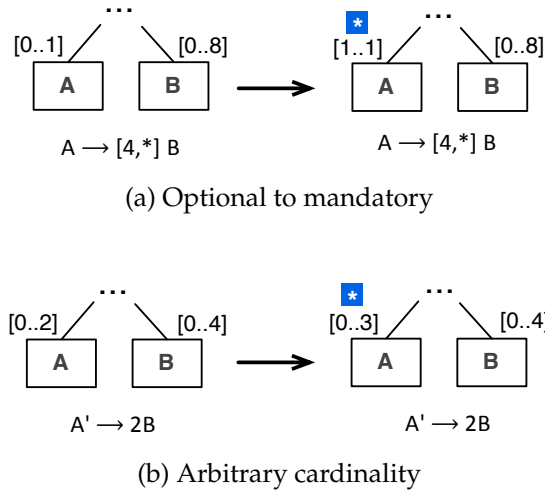 ... ...
* 
[0..1] [0..8] [1..1] [0..8]
A B A B
A → [4,*] B A → [4,*] B
(a) Optional to mandatory
... ...
*
[0..2] [0..4] [0..3] [0..4]
A B A B
A' → 2B A' → 2B
(b) Arbitrary cardinality